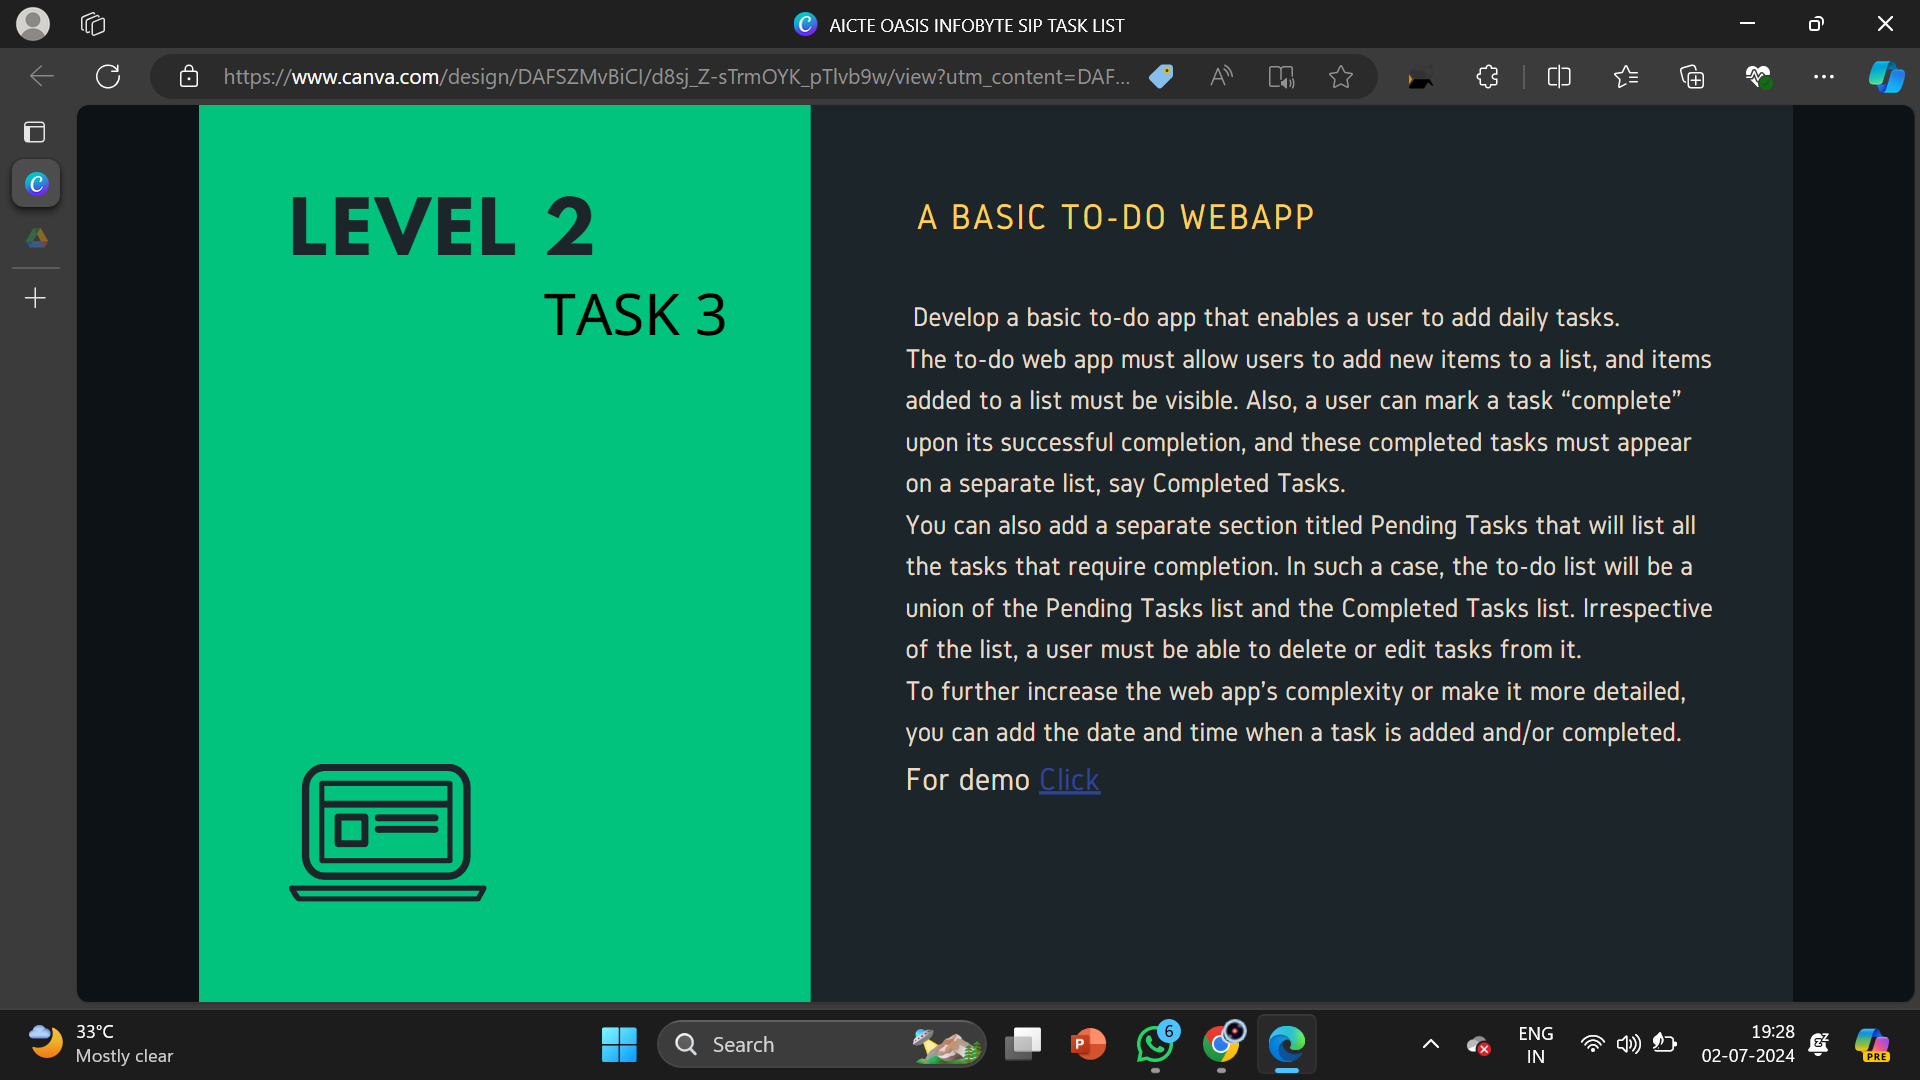 AICTE OASIS INFOBYTE SIP TASK LIST
https://www.canva.com/design/DAFSZMvBiCI/d8sj_Z-sTrmOYK_pTlvb9w/view?utm_content=DAF...
LEVEL 2
TASK 3
A BASIC TO-DO WEBAPP
Develop a basic to-do app that enables a user to add daily tasks.
The to-do web app must allow users to add new items to a list, and items
added to a list must be visible. Also, a user can mark a task “complete”
upon its successful completion, and these completed tasks must appear
on a separate list, say Completed Tasks.
You can also add a separate section titled Pending Tasks that will list all
the tasks that require completion. In such a case, the to-do list will be a
union of the Pending Tasks list and the Completed Tasks list. Irrespective
of the list, a user must be able to delete or edit tasks from it.
To further increase the web app’s complexity or make it more detailed,
you can add the date and time when a task is added and/or completed.
For demo Click
33°C
Mostly clear
Search
6
ENG
IN
19:28
02-07-2024
PRE